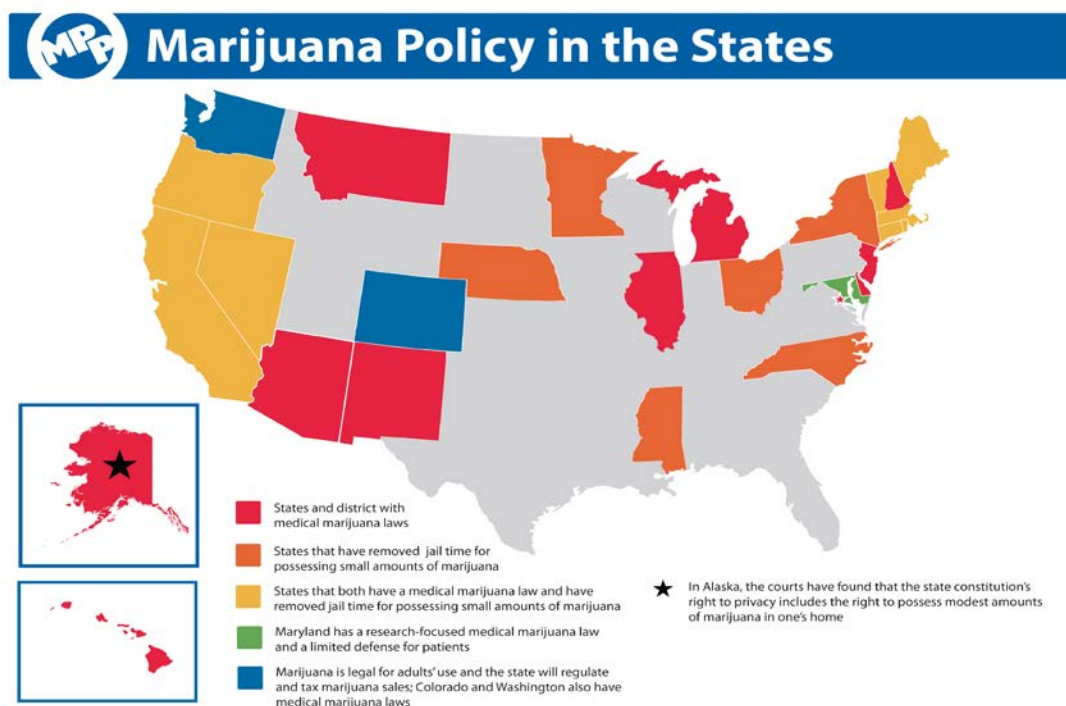 MPP
Marijuana Policy in the States
States and district with
medical marijuana laws
States that have removed jail time for
possessing small amounts of marijuana
States that both have a medical marijuana law and have
removed jail time for possessing small amounts of marijuana
Maryland has a research-focused medical marijuana law
and a limited defense for patients
Marijuana is legal for adults' use and the state will regulate
and tax marijuana sales; Colorado and Washington also have
medical marijuana laws
In Alaska, the courts have found that the state constitution's
right to privacy includes the right to possess modest amounts
of marijuana in one's home